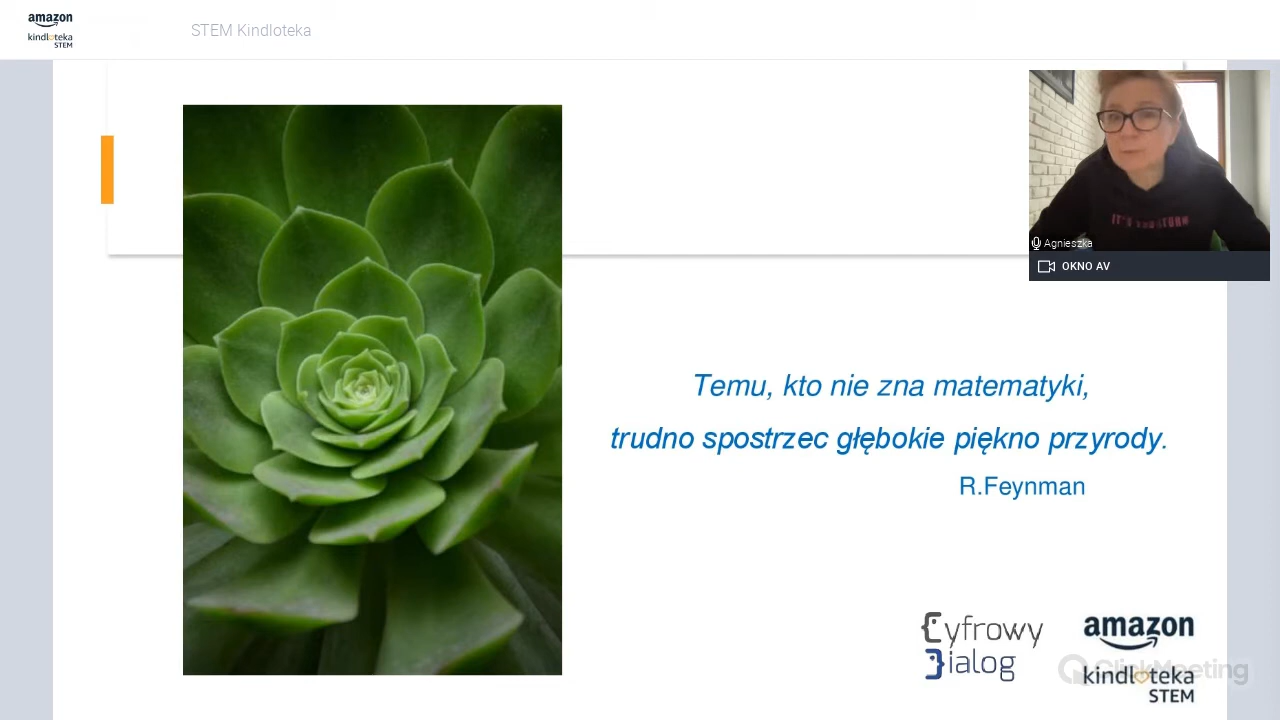 amazon
kindloteka
STEM
STEM Kindloteka
Agnieszka
OKNO AV
Temu, kto nie zna matematyki,
trudno spostrzec głębokie piękno przyrody.
R.Feynman
Cyfrowy
Dialog
amazon
kindloteka
STEM
ClickMeeting